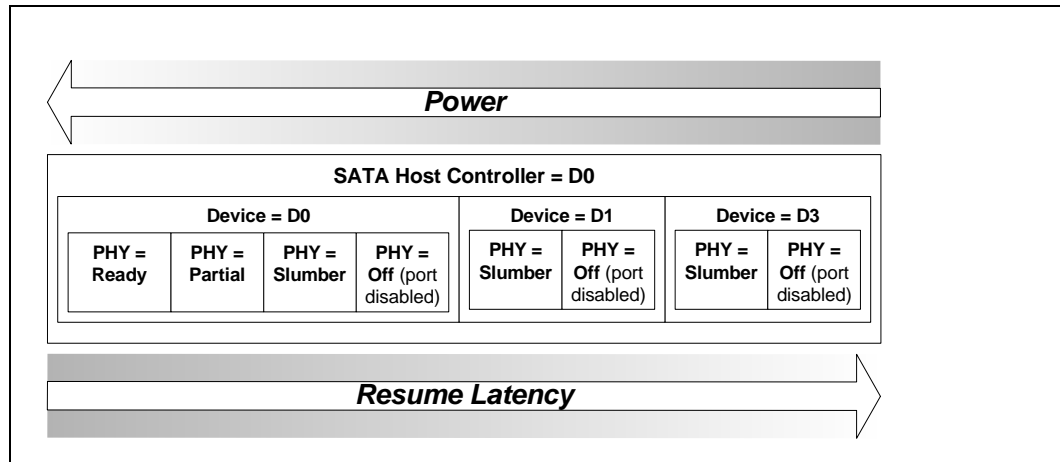 Power
SATA Host Controller = D0
Device = D0
PHY =
Ready
PHY =
Partial
PHY =
Slumber
PHY =
Off (port
disabled)
Device = D1
PHY =
Slumber
PHY =
Off (port
disabled)
Device = D3
PHY =
Slumber
PHY =
Off (port
disabled)
Resume Latency